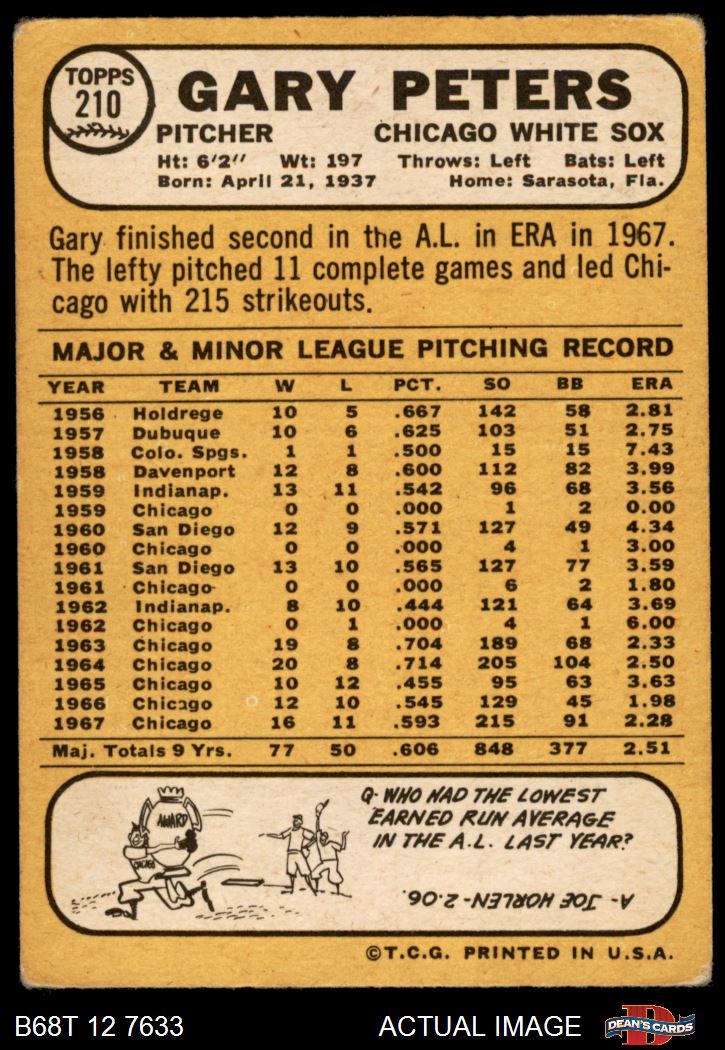 TOPPS
210
GARY PETERS
PITCHER CHICAGO WHITE SOX
Ht: 6'2" Wt: 197 Throws: Left Bats: Left
Born: April 21, 1937 Home: Sarasota, Fla.
Gary finished second in the A.L. in ERA in 1967.
The lefty pitched 11 complete games and led Chi-
cago with 215 strikeouts.
MAJOR & MINOR LEAGUE PITCHING RECORD
YEAR TEAM W L PCT. SO BB ERA
1956 Holdrege 10 5 .667 142 58 2.81
1957 Dubuque 10 6 .625 103 51 2.75
1958 Colo. Spgs. 1 1 .500 15 15 7.43
1958 Davenport 12 8 .600 112 82 3.99
1959 Indianap. 13 11 .542 96 68 3.56
1959 Chicago 0 0 .000 1 2 0.00
1960 San Diego 12 9 .571 127 49 4.34
1960 Chicago 0 0 .000 4 1 3.00
1961 San Diego 13 10 .565 127 77 3.59
1961 Chicago 0 0 .000 6 2 1.80
1962 Indianap. 8 10 .444 121 64 3.69
1962 Chicago 0 1 .000 4 1 6.00
1963 Chicago 19 8 .704 189 68 2.33
1964 Chicago 20 8 .714 205 104 2.50
1965 Chicago 10 12 .455 95 63 3.63
1966 Chicago 12 10 .545 129 45 1.98
1967 Chicago 16 11 .593 215 91 2.28
Maj. Totals 9 Yrs. 77 50 .606 848 377 2.51
AWARD
CHICAGO
Q- WHO HAD THE LOWEST
EARNED RUN AVERAGE
IN THE A.L. LAST YEAR?
A- JOE HORLEN-2.06.
©T.C.G. PRINTED IN U.S.A.
B68T 12 7633 ACTUAL IMAGE
D
DEAN'S CARDS